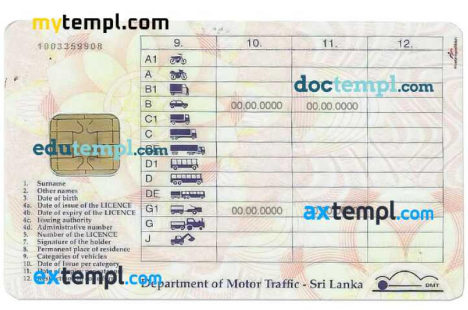 mytempl.com
1003359908
9. 10. 11. 12.
A1
A
B1
doctempl.com
B 00.00.0000 00.00.0000
C1
C
edutempl.com
CE
D1
D
DE
1. Surname
2. Other names
3. Date of birth
4a. Date of issue of the LICENCE
4b. Date of expiry of the LICENCE
4c. Issuing authority
4d. Administrative number
5. Number of the LICENCE
7. Signature of the holder
8. Permanent place of residence
9. Categories of vehicles
10. Date of Issue per category
11. Date of
12.
G1 00.00.0000
axtempl.com
G
J
extempl.com
Department of Motor Traffic - Sri Lanka
DMT